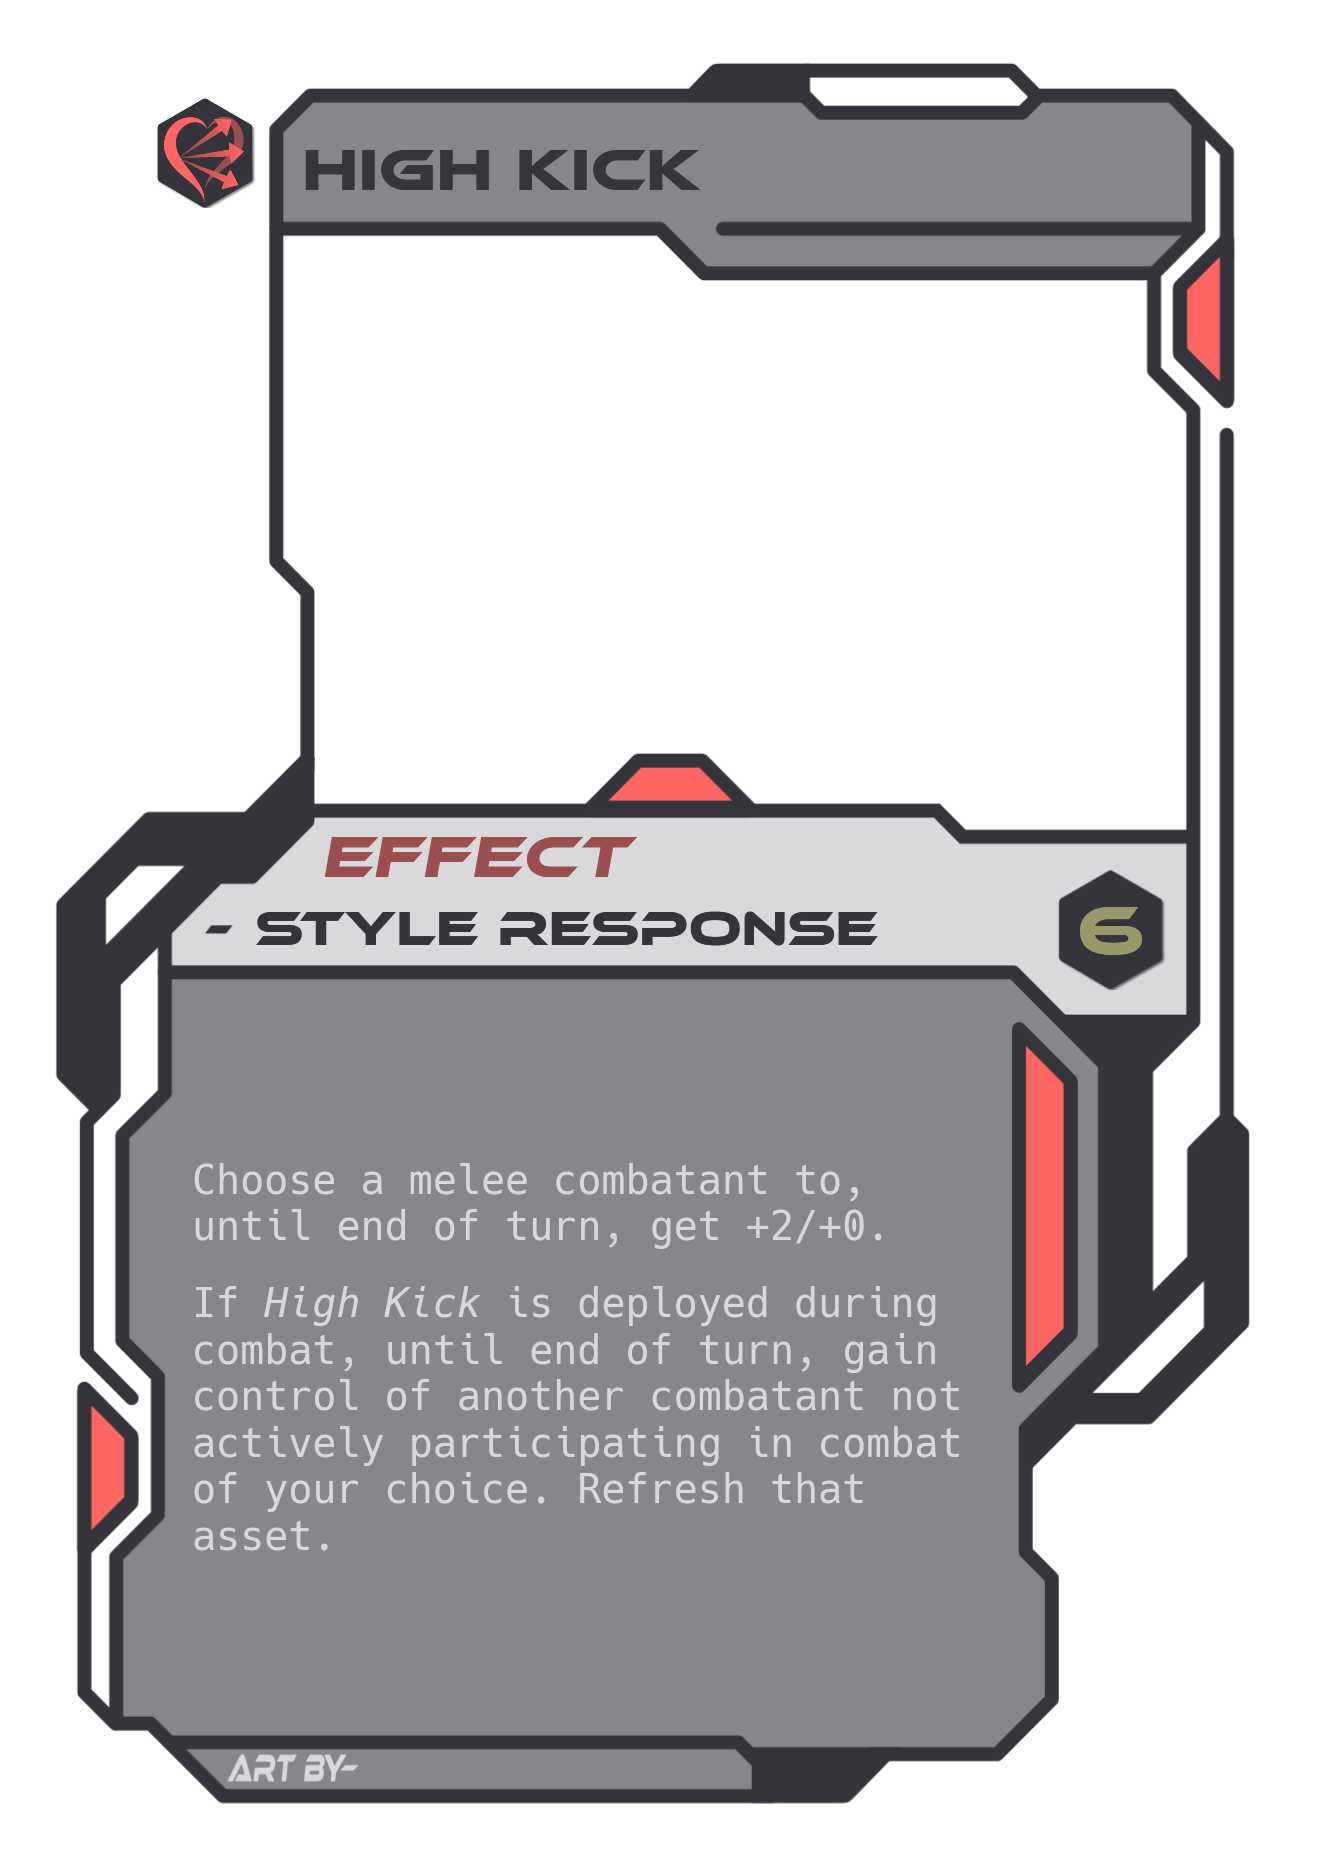 HIGH KICK
EFFECT
- STYLE RESPONSE
6
Choose a melee combatant to,
until end of turn, get +2/+0.
If High Kick is deployed during
combat, until end of turn, gain
control of another combatant not
actively participating in combat
of your choice. Refresh that
asset.
ART BY-